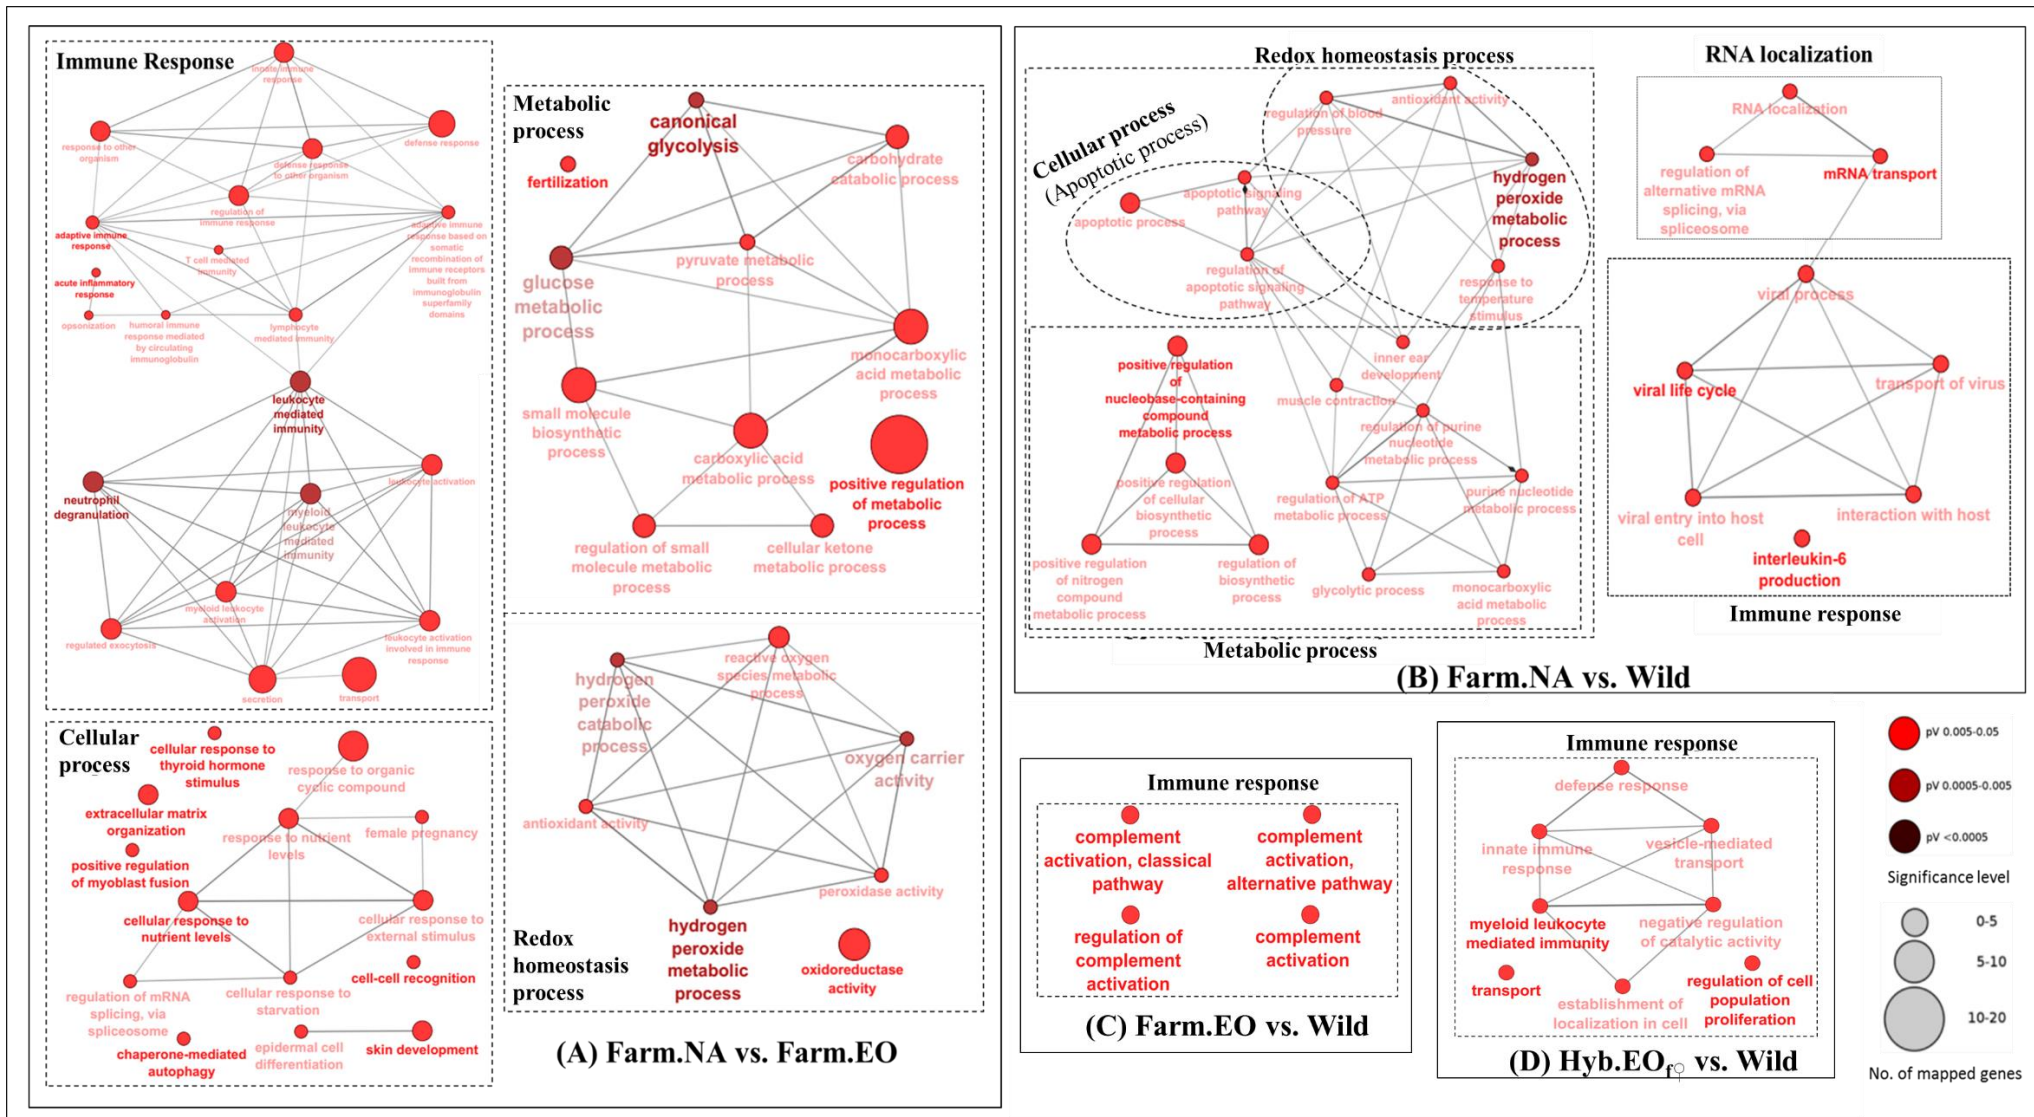 Immune Response
innate immune
response
response to other
organism
defense response
defense response
to other organism
regulation of
immune response
adaptive immune
response
T cell mediated
immunity
adaptive immune
response based on
somatic
recombination of
immune receptors
built from
immunoglobulin
superfamily
domains
acute inflammatory
response
opsonization
humoral immune
response mediated
by circulating
immunoglobulin
lymphocyte
mediated immunity
leukocyte
mediated
immunity
neutrophil
degranulation
leukocyte activation
myeloid
leukocyte
mediated
immunity
myeloid leukocyte
activation
regulated exocytosis
leukocyte activation
involved in immune
response
secretion
transport
Cellular
process
cellular response to
thyroid hormone
stimulus
response to organic
cyclic compound
extracellular matrix
organization
response to nutrient
levels
female pregnancy
positive regulation
of myoblast fusion
cellular response to
nutrient levels
cellular response to
external stimulus
cell-cell recognition
regulation of mRNA
splicing, via
spliceosome
cellular response to
starvation
chaperone-mediated
autophagy
epidermal cell
differentiation
skin development
Metabolic
process
canonical
glycolysis
fertilization
carbohydrate
catabolic process
glucose
metabolic
process
pyruvate metabolic
process
monocarboxylic
acid metabolic
process
small molecule
biosynthetic
process
carboxylic acid
metabolic process
positive regulation
of metabolic
process
regulation of small
molecule metabolic
process
cellular ketone
metabolic process
reactive oxygen
species metabolic
process
hydrogen
peroxide
catabolic
process
oxygen carrier
activity
antioxidant activity
peroxidase activity
hydrogen
peroxide
metabolic
process
oxidoreductase
activity
Redox
homeostasis
process
(A) Farm.NA vs. Farm.EO
Redox homeostasis process
Cellular process
(Apoptotic process)
regulation of blood
pressure
antioxidant activity
hydrogen
peroxide
metabolic
process
apoptotic signaling
pathway
apoptotic process
regulation of
apoptotic signaling
pathway
response to
temperature
stimulus
inner ear
development
muscle contraction
positive regulation
of
nucleobase-containing
compound
metabolic process
regulation of purine
nucleotide
metabolic process
positive regulation
of cellular
biosynthetic
process
regulation of ATP
metabolic process
purine nucleotide
metabolic process
positive regulation
of nitrogen
compound
metabolic process
regulation of
biosynthetic
process
glycolytic process
monocarboxylic
acid metabolic
process
Metabolic process
RNA localization
RNA localization
regulation of
alternative mRNA
splicing, via
spliceosome
mRNA transport
viral process
viral life cycle
transport of virus
viral entry into host
cell
interaction with host
interleukin-6
production
Immune response
(B) Farm.NA vs. Wild
Immune response
complement
activation, classical
pathway
complement
activation,
alternative pathway
regulation of
complement
activation
complement
activation
(C) Farm.EO vs. Wild
Immune response
defense response
innate immune
response
vesicle-mediated
transport
myeloid leukocyte
mediated immunity
negative regulation
of catalytic activity
transport
establishment of
localization in cell
regulation of cell
population
proliferation
(D) Hyb.EOf♀ vs. Wild
pV 0.005-0.05
pV 0.0005-0.005
pV <0.0005
Significance level
0-5
5-10
10-20
No. of mapped genes